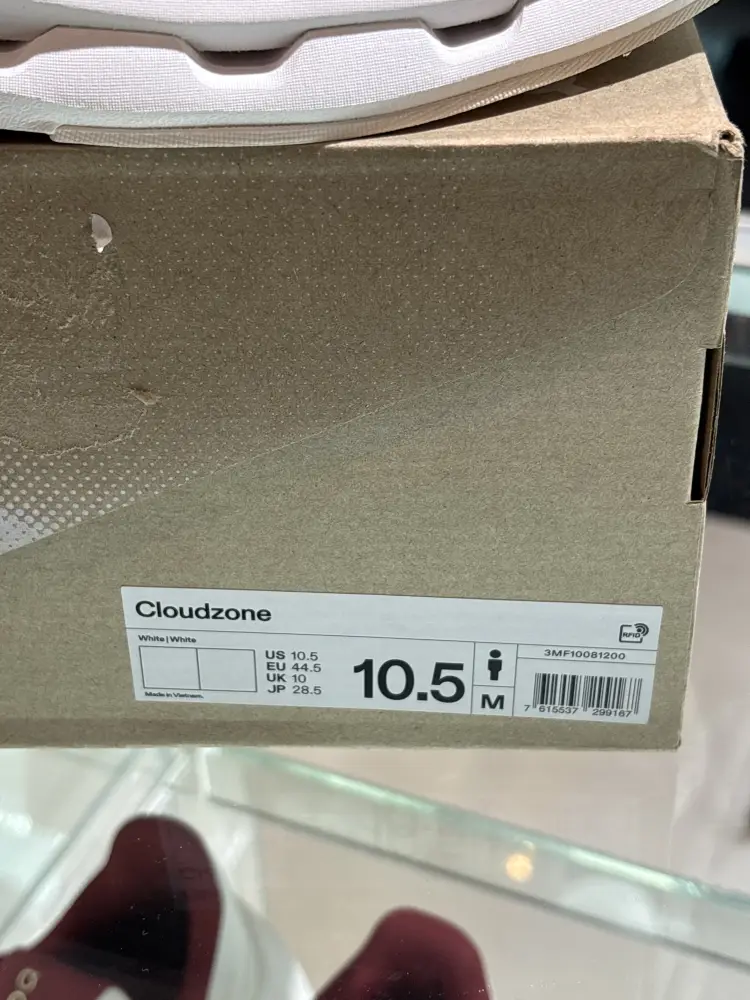 Cloudzone
RFID
White | White
US 10.5
EU 44.5
UK 10
JP 28.5
Made in Vietnam.
10.5
M
3MF10081200
7 615537 299167